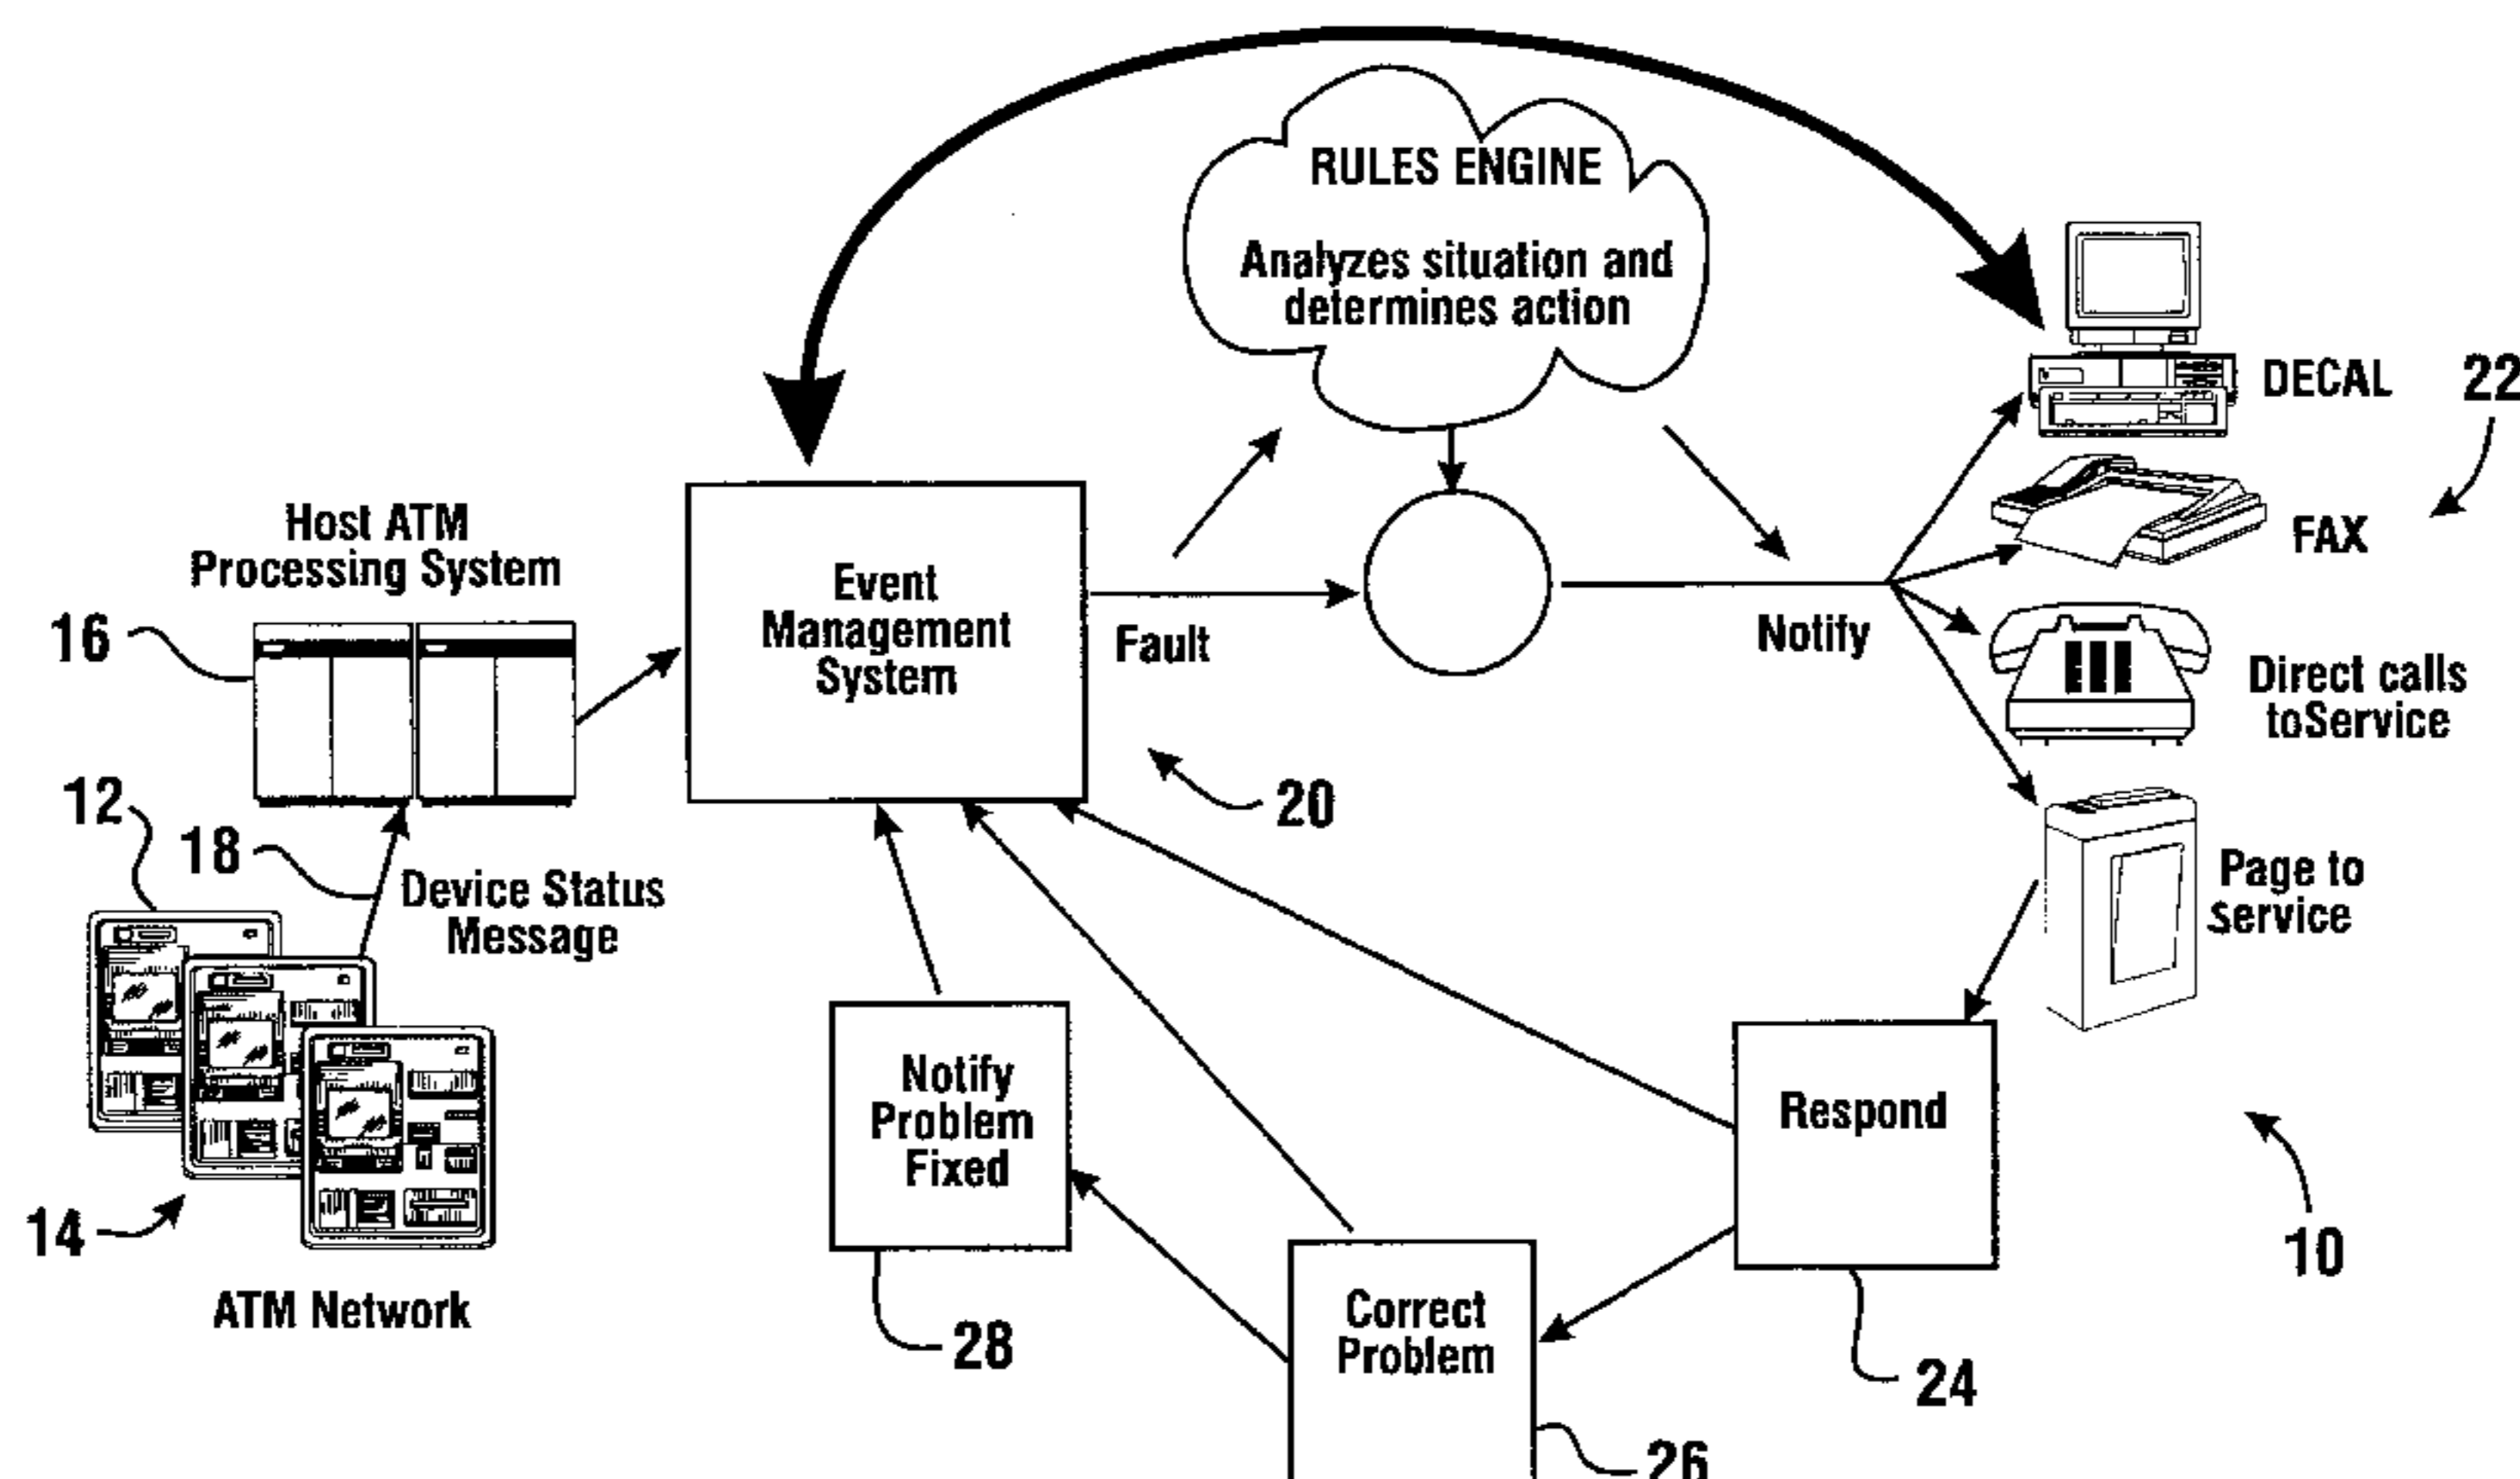 RULES ENGINE
Analyzes situation and
determines action
DECAL
22
FAX
Host ATM
Processing System
16
Event
Management
System
Fault
Notify
Direct calls
toService
20
12
18
Device Status
Message
Page to
service
Notify
Problem
Fixed
Respond
14
10
ATM Network
28
Correct
Problem
24
26